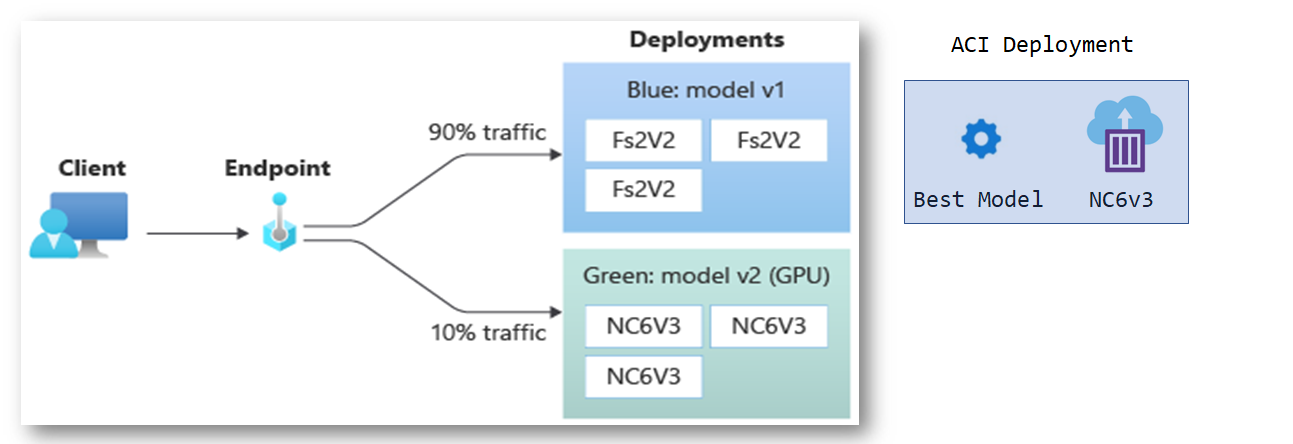 Deployments
Blue: model v1
Fs2V2 Fs2V2
Fs2V2
90% traffic
Client
Endpoint
Green: model v2 (GPU)
NC6V3 NC6V3
NC6V3
10% traffic
ACI Deployment
Best Model NC6v3